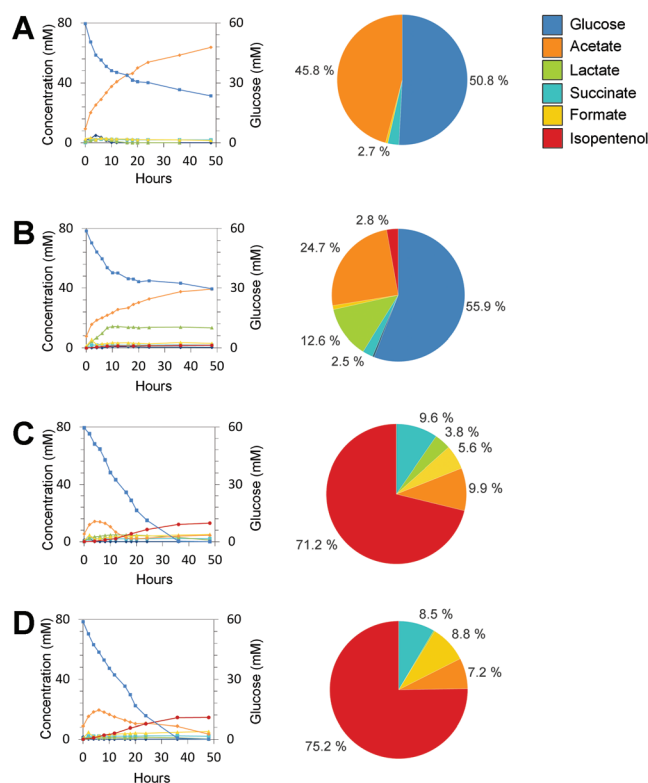 A
Concentration (mM)
80
40
0
60
30
0
Glucose (mM)
0 10 20 30 40 50
Hours
45.8 %
50.8 %
2.7 %
Glucose
Acetate
Lactate
Succinate
Formate
Isopentenol
B
Concentration (mM)
80
40
0
60
30
0
Glucose (mM)
0 10 20 30 40 50
Hours
2.8 %
24.7 %
55.9 %
12.6 %
2.5 %
C
Concentration (mM)
80
40
0
60
30
0
Glucose (mM)
0 10 20 30 40 50
Hours
9.6 %
3.8 %
5.6 %
9.9 %
71.2 %
D
Concentration (mM)
80
40
0
60
30
0
Glucose (mM)
0 10 20 30 40 50
Hours
8.5 %
8.8 %
7.2 %
75.2 %